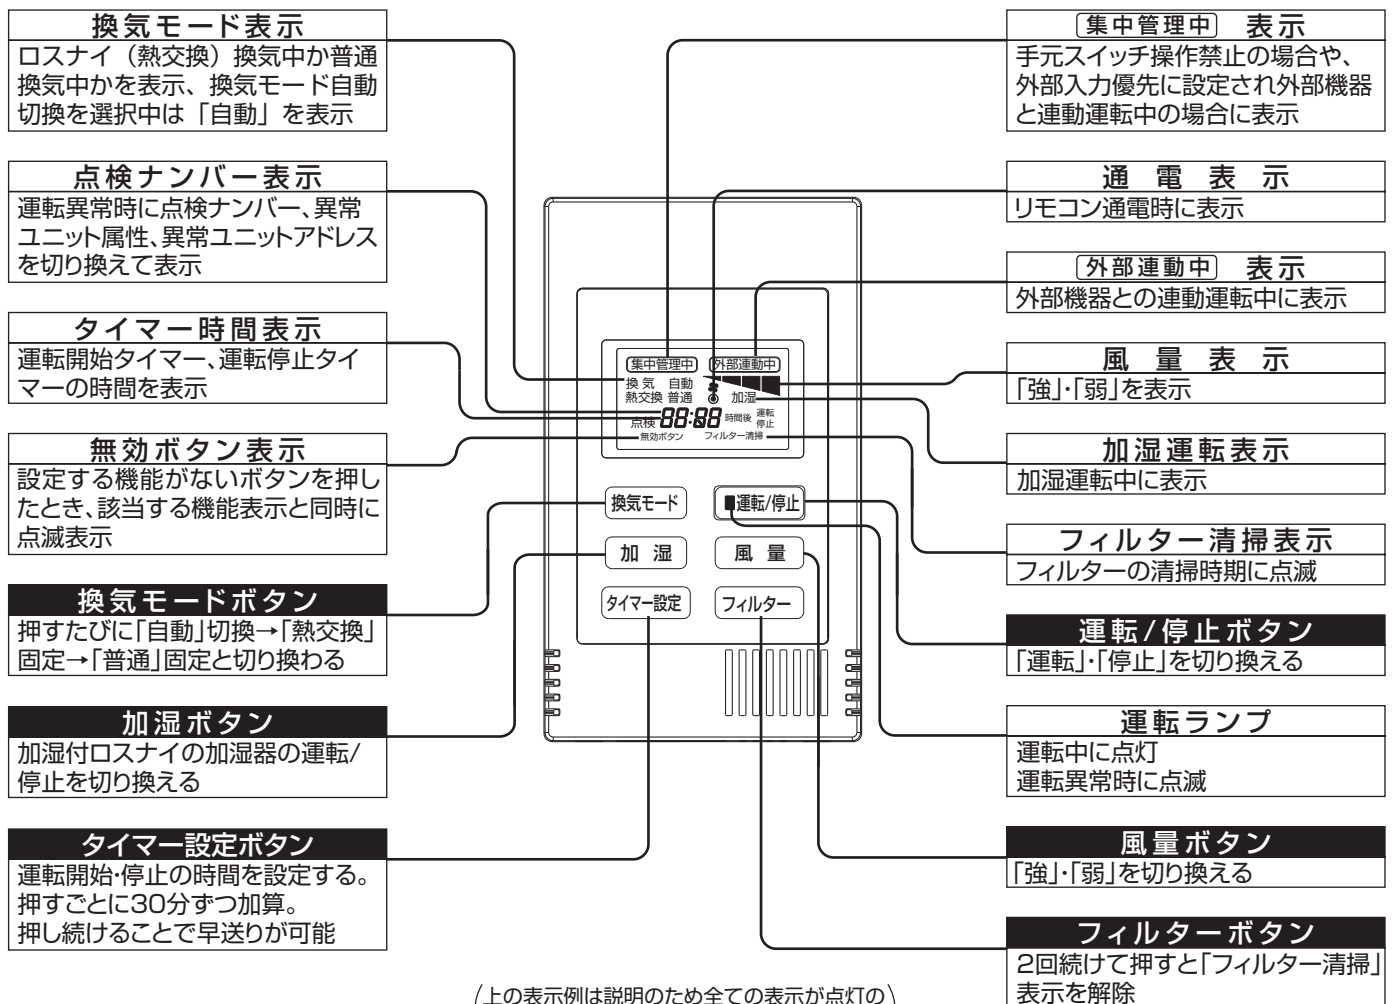 換気モード表示
ロスナイ（熱交換）換気中か普通
換気中かを表示、換気モード自動
切換を選択中は「自動」を表示
点検ナンバー表示
運転異常時に点検ナンバー、異常
ユニット属性、異常ユニットアドレス
を切り換えて表示
タイマー時間表示
運転開始タイマー、運転停止タイ
マーの時間を表示
無効ボタン表示
設定する機能がないボタンを押し
たとき、該当する機能表示と同時に
点滅表示
換気モードボタン
押すたびに「自動」切換→「熱交換」
固定→「普通」固定と切り換わる
加湿ボタン
加湿付ロスナイの加湿器の運転/
停止を切り換える
タイマー設定ボタン
運転開始・停止の時間を設定する。
押すごとに30分ずつ加算。
押し続けることで早送りが可能
集中管理中 外部連動中
換気 自動
熱交換 普通 加湿
点検 88:88 時間後 運転
停止
無効ボタン フィルター清掃
換気モード 運転/停止
加湿 風量
タイマー設定 フィルター
集中管理中 表示
手元スイッチ操作禁止の場合や、
外部入力優先に設定され外部機器
と連動運転中の場合に表示
通電表示
リモコン通電時に表示
外部連動中 表示
外部機器との連動運転中に表示
風量表示
「強」・「弱」を表示
加湿運転表示
加湿運転中に表示
フィルター清掃表示
フィルターの清掃時期に点滅
運転/停止ボタン
「運転」・「停止」を切り換える
運転ランプ
運転中に点灯
運転異常時に点滅
風量ボタン
「強」・「弱」を切り換える
フィルターボタン
2回続けて押すと「フィルター清掃」
表示を解除
上の表示例は説明のため全ての表示が点灯の